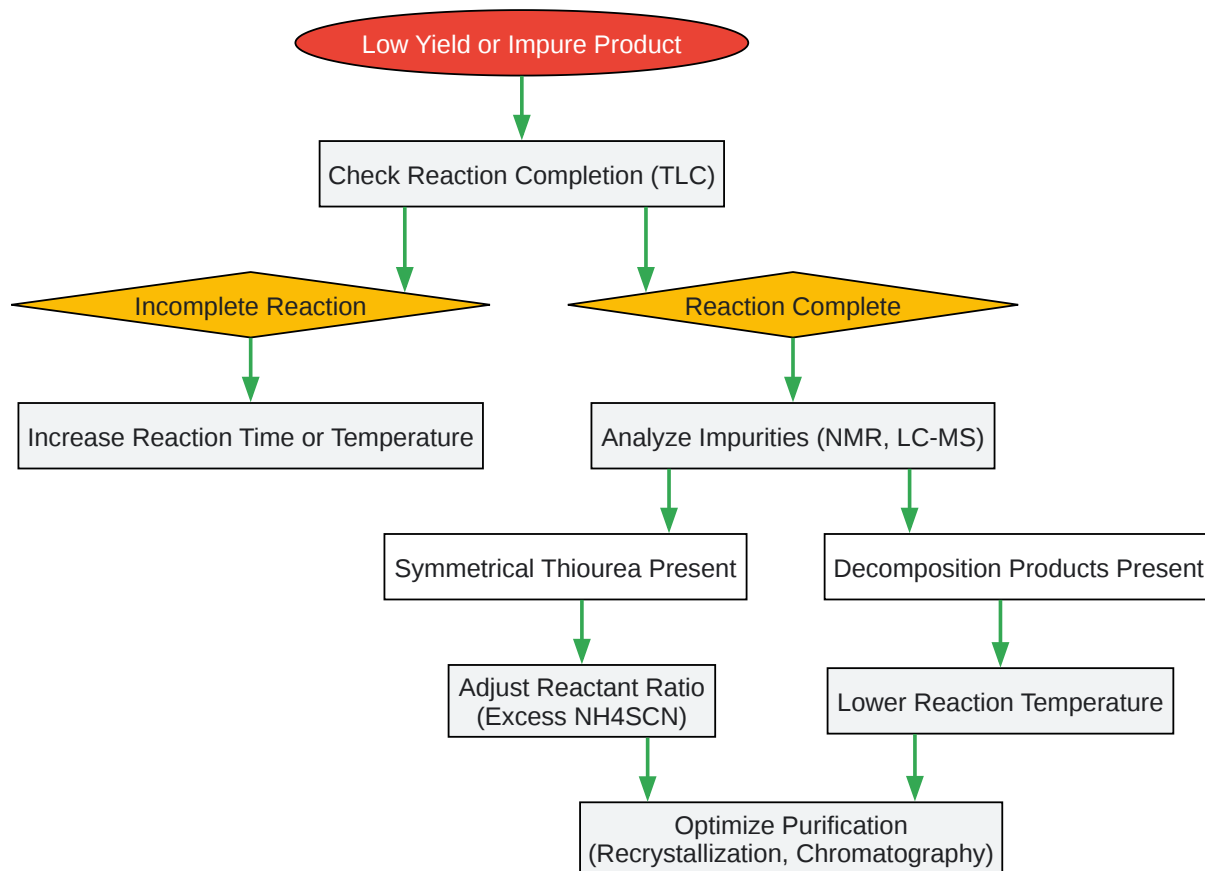 Low Yield or Impure Product
Check Reaction Completion (TLC)
Incomplete Reaction
Reaction Complete
Increase Reaction Time or Temperature
Analyze Impurities (NMR, LC-MS)
Symmetrical Thiourea Present
Decomposition Products Present
Adjust Reactant Ratio
(Excess NH4SCN)
Lower Reaction Temperature
Optimize Purification
(Recrystallization, Chromatography)